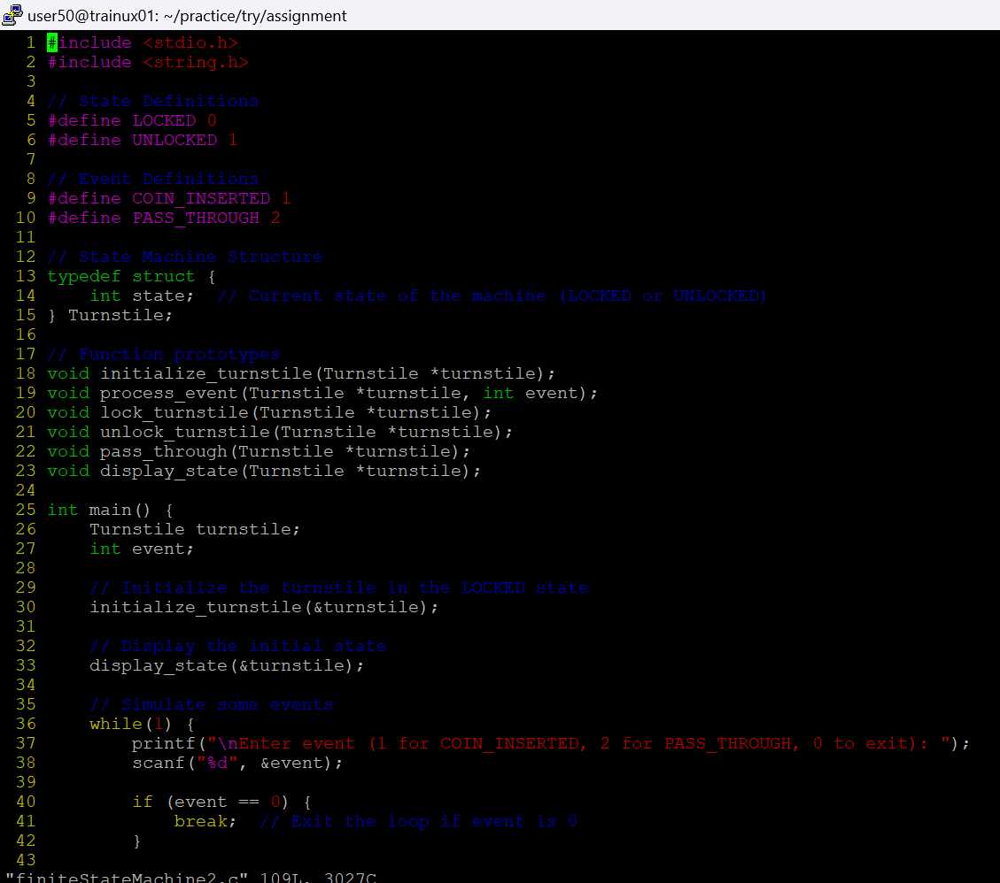 user50@trainux01: ~/practice/try/assignment
1 #include <stdio.h>
2 #include <string.h>
3
4 // State Definitions
5 #define LOCKED 0
6 #define UNLOCKED 1
7
8 // Event Definitions
9 #define COIN_INSERTED 1
10 #define PASS_THROUGH 2
11
12 // State Machine Structure
13 typedef struct {
14     int state;  // Current state of the machine (LOCKED or UNLOCKED)
15 } Turnstile;
16
17 // Function prototypes
18 void initialize_turnstile(Turnstile *turnstile);
19 void process_event(Turnstile *turnstile, int event);
20 void lock_turnstile(Turnstile *turnstile);
21 void unlock_turnstile(Turnstile *turnstile);
22 void pass_through(Turnstile *turnstile);
23 void display_state(Turnstile *turnstile);
24
25 int main() {
26     Turnstile turnstile;
27     int event;
28
29     // Initialize the turnstile in the LOCKED state
30     initialize_turnstile(&turnstile);
31
32     // Display the initial state
33     display_state(&turnstile);
34
35     // Simulate some events
36     while(1) {
37         printf("\nEnter event (1 for COIN_INSERTED, 2 for PASS_THROUGH, 0 to exit): ");
38         scanf("%d", &event);
39
40         if (event == 0) {
41             break;  // Exit the loop if event is 0
42         }
43
"finiteStateMachine2.c" 109L, 3027C